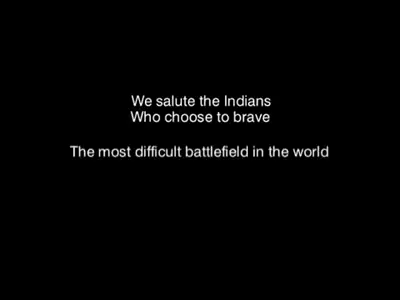 We salute the Indians
Who choose to brave
The most difficult battlefield in the world